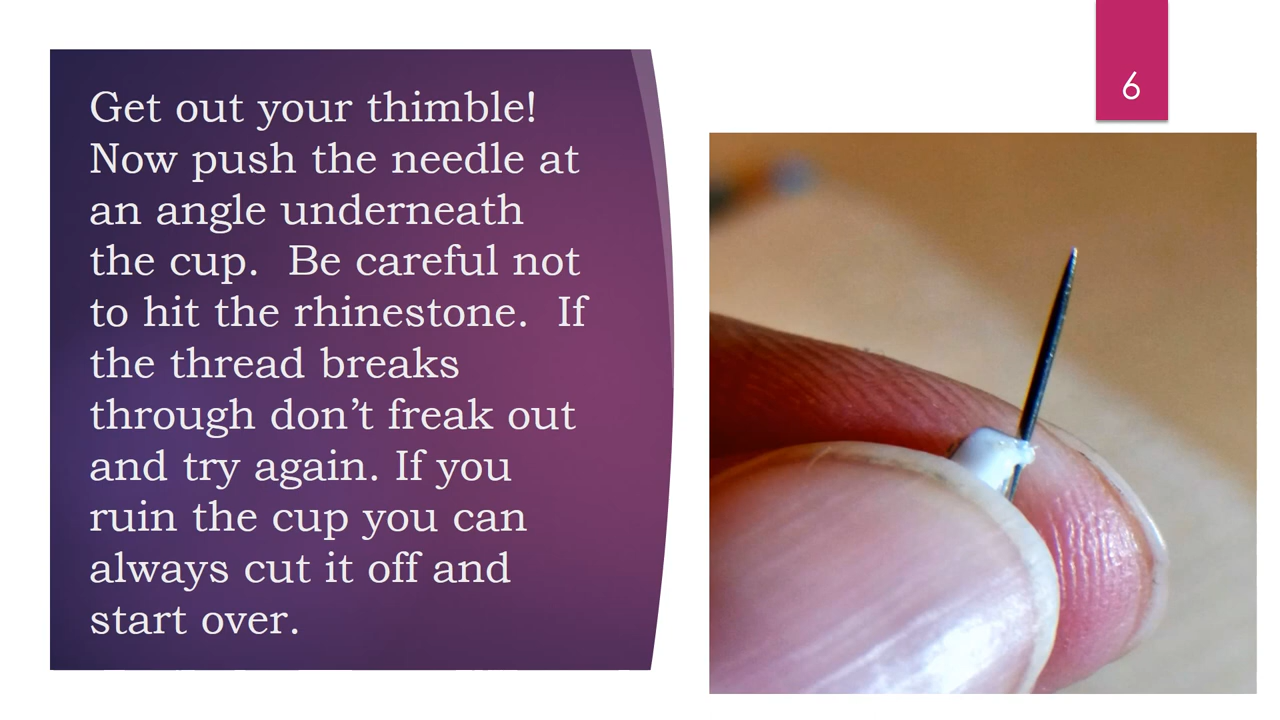 Get out your thimble!
Now push the needle at
an angle underneath
the cup.  Be careful not
to hit the rhinestone.  If
the thread breaks
through don’t freak out
and try again. If you
ruin the cup you can
always cut it off and
start over.
6